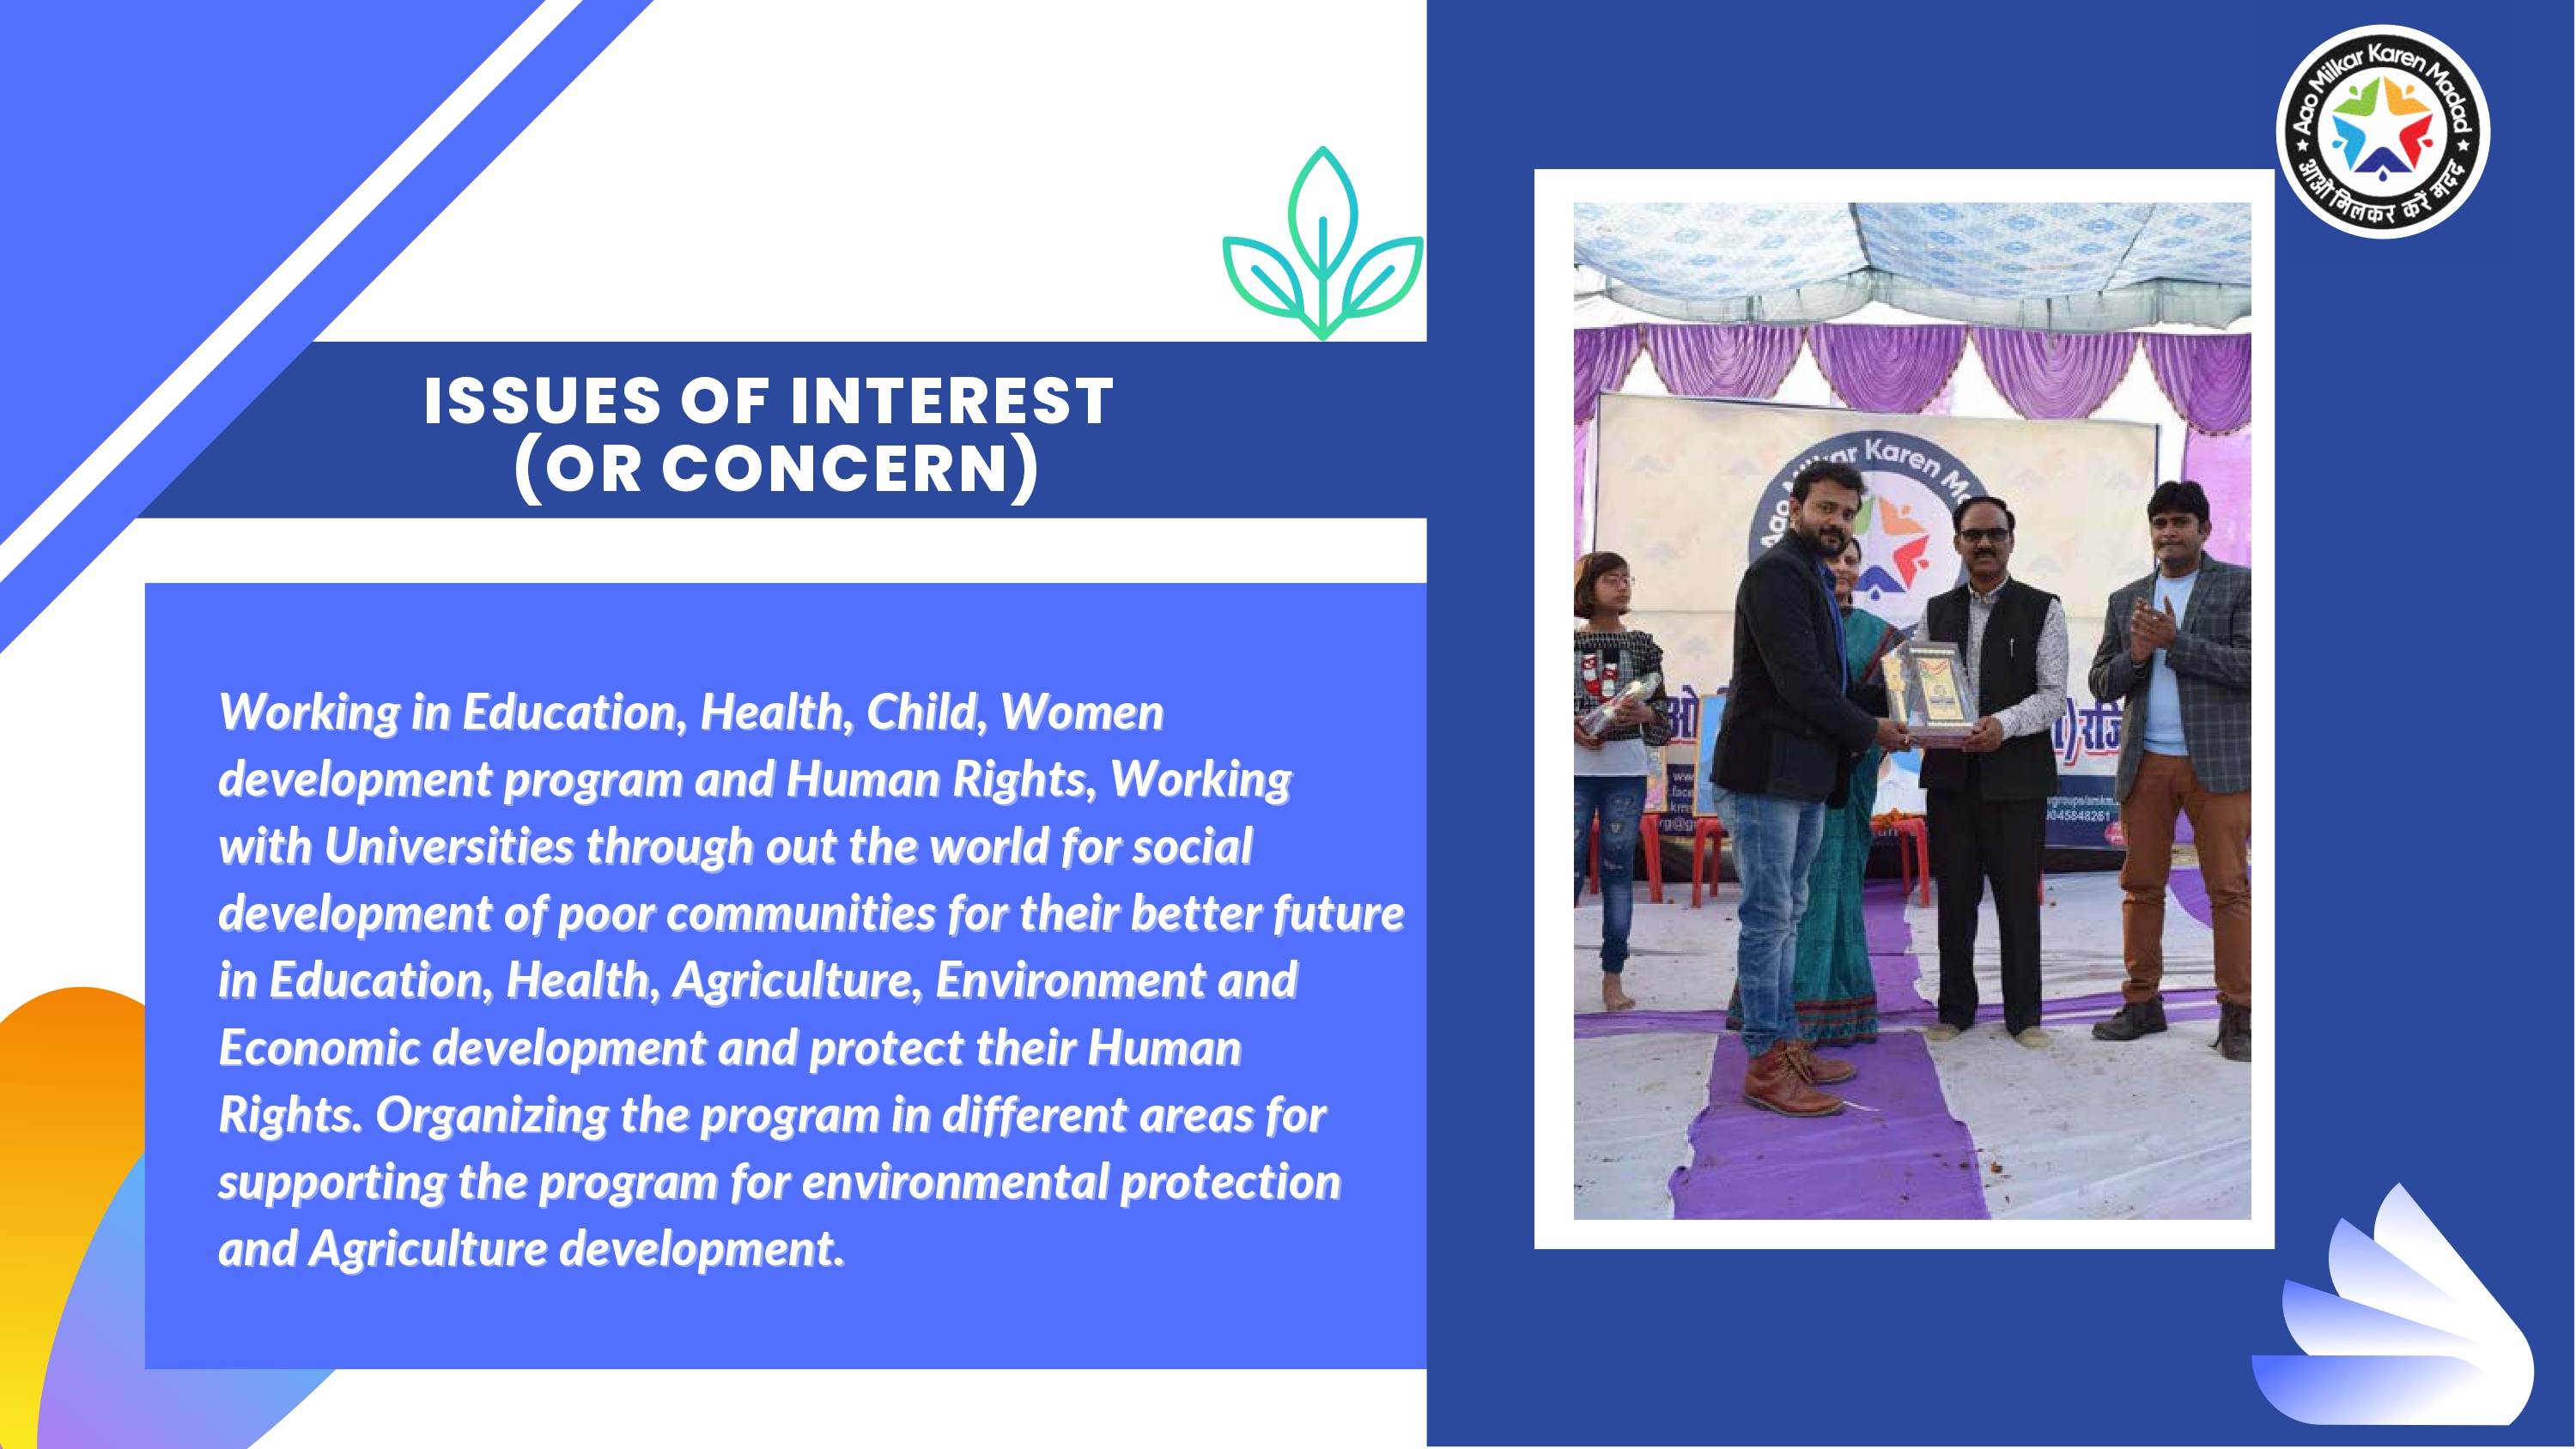 Aao Milkar Karen Madad
आओ मिलकर करें मदद
ISSUES OF INTEREST
(OR CONCERN)
Working in Education, Health, Child, Women
development program and Human Rights, Working
with Universities through out the world for social
development of poor communities for their better future
in Education, Health, Agriculture, Environment and
Economic development and protect their Human
Rights. Organizing the program in different areas for
supporting the program for environmental protection
and Agriculture development.
Karen
9045848261